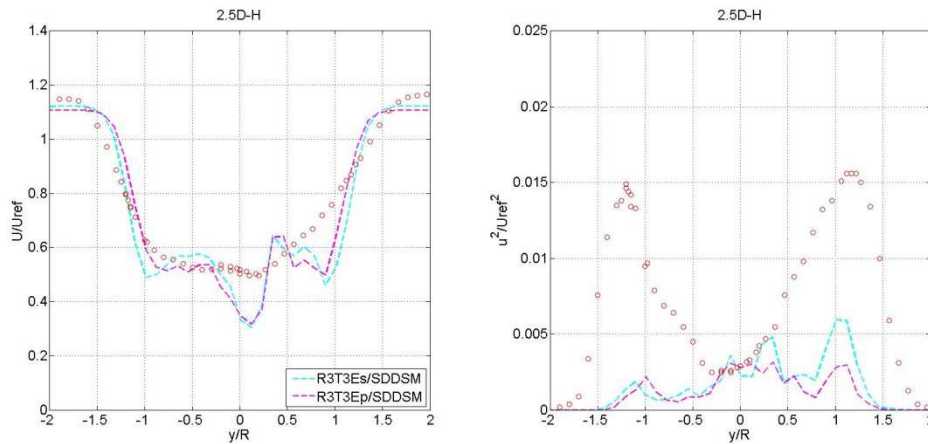 2.5D-H
1.4
1.2
1
0.8
0.6
0.4
0.2
0
U/Uref
-2 -1.5 -1 -0.5 0 0.5 1 1.5 2
y/R
R3T3Es/SDDSM
R3T3Ep/SDDSM
2.5D-H
0.025
0.02
0.015
0.01
0.005
0
u²/Uref²
-2 -1.5 -1 -0.5 0 0.5 1 1.5 2
y/R